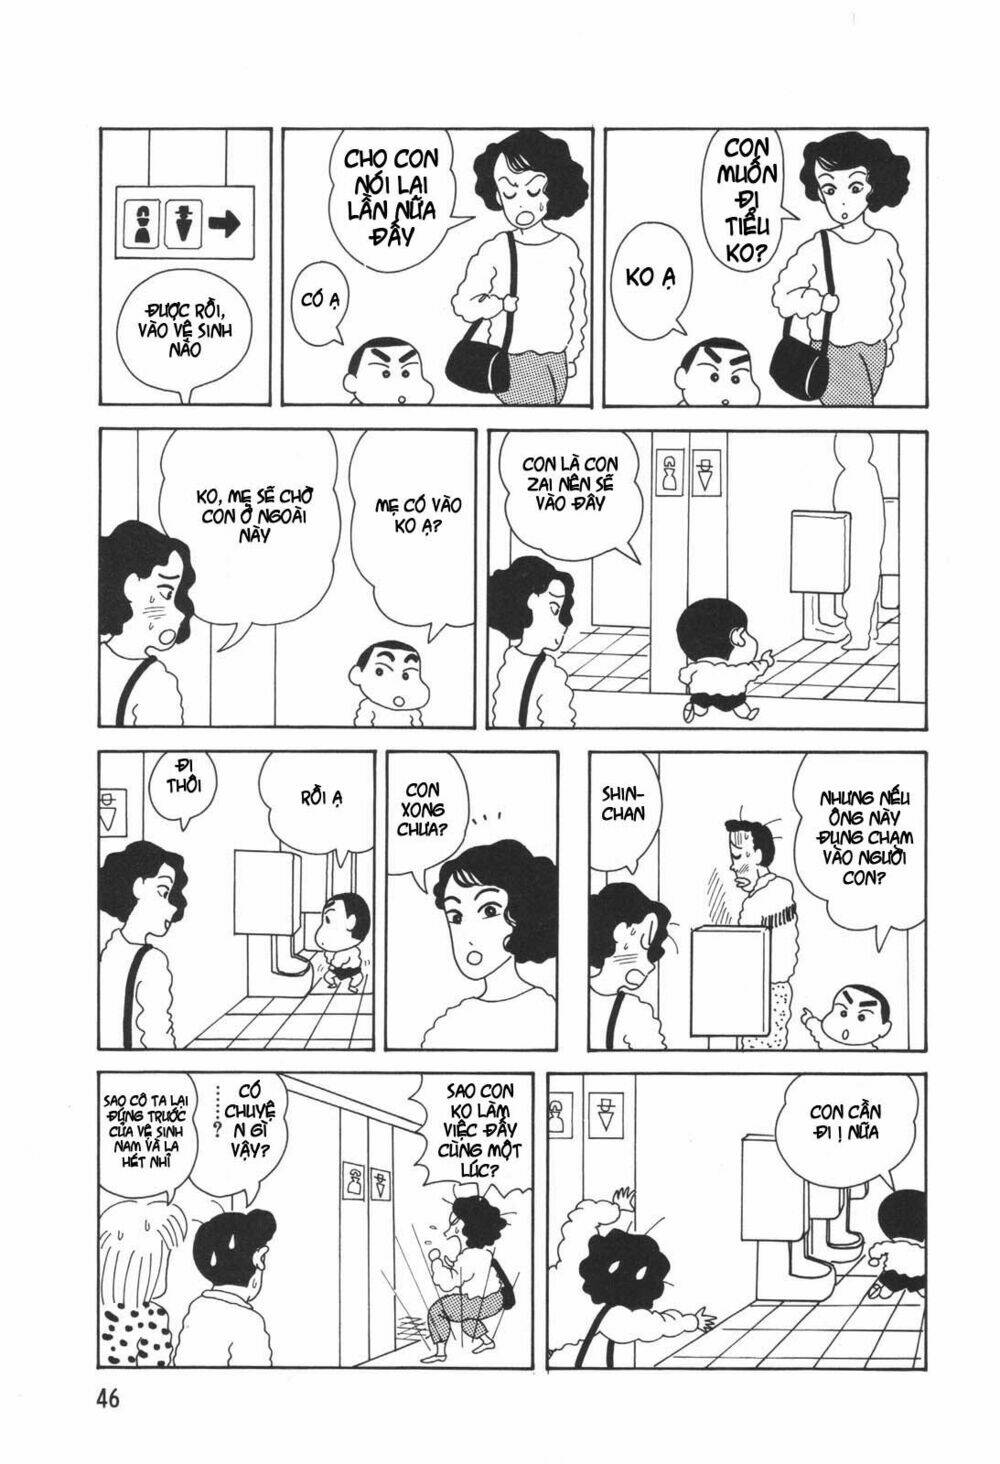 CON
MUỐN
ĐI
TIỂU
KO?
KO Ạ
CHO CON
NÓI LẠI
LẦN NỮA
ĐẤY
CÓ Ạ
ĐƯỢC RỒI,
VÀO VỆ SINH
NÀO
CON LÀ CON
ZAI NÊN SẼ
VÀO ĐÂY
MẸ CÓ VÀO
KO Ạ?
KO, MẸ SẼ CHỜ
CON Ở NGOÀI
NÀY
NHƯNG NẾU
ÔNG NÀY
ĐỤNG CHẠM
VÀO NGƯỜI
CON?
SHIN-
CHAN
CON
XONG
CHƯA?
RỒI Ạ
ĐI
THÔI
CON CẦN
ĐI Ị NỮA
SAO CON
KO LÀM
VIỆC ĐẤY
CÙNG MỘT
LÚC?
CÓ
CHUYỆ
N GÌ
VẬY?
......?
SAO CÔ TA LẠI
ĐỨNG TRƯỚC
CỬA VỆ SINH
NAM VÀ LA
HÉT NHỈ
46